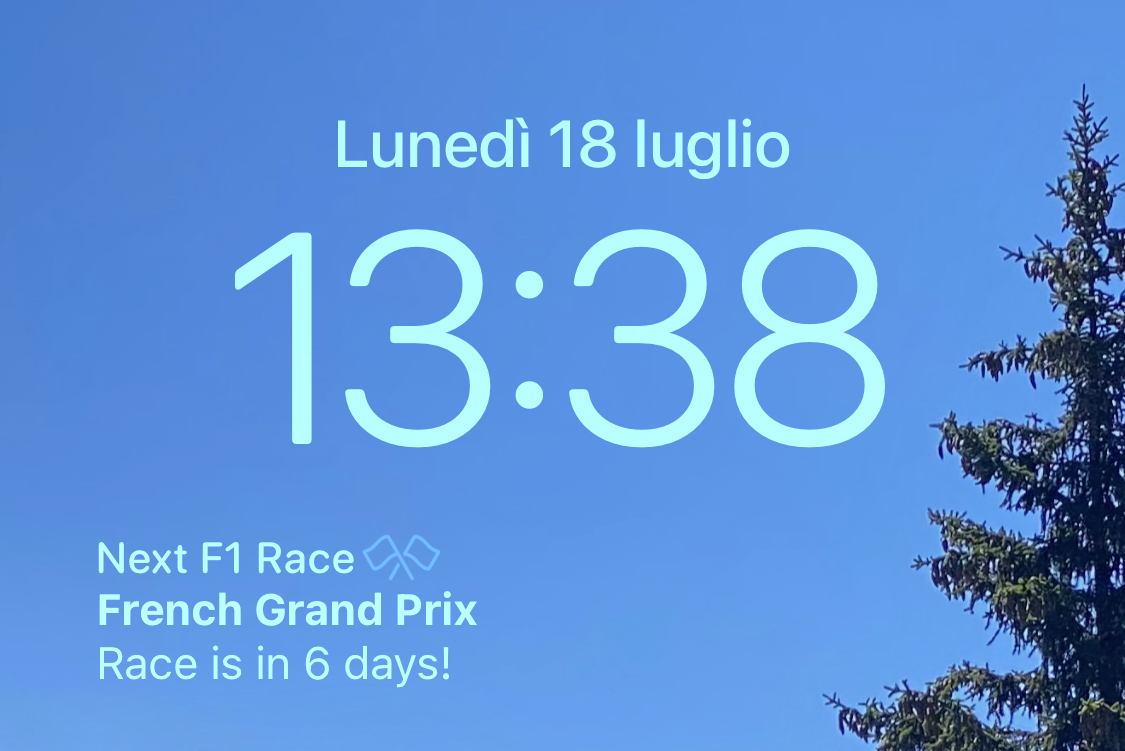 Lunedì 18 luglio
13:38
Next F1 Race
French Grand Prix
Race is in 6 days!